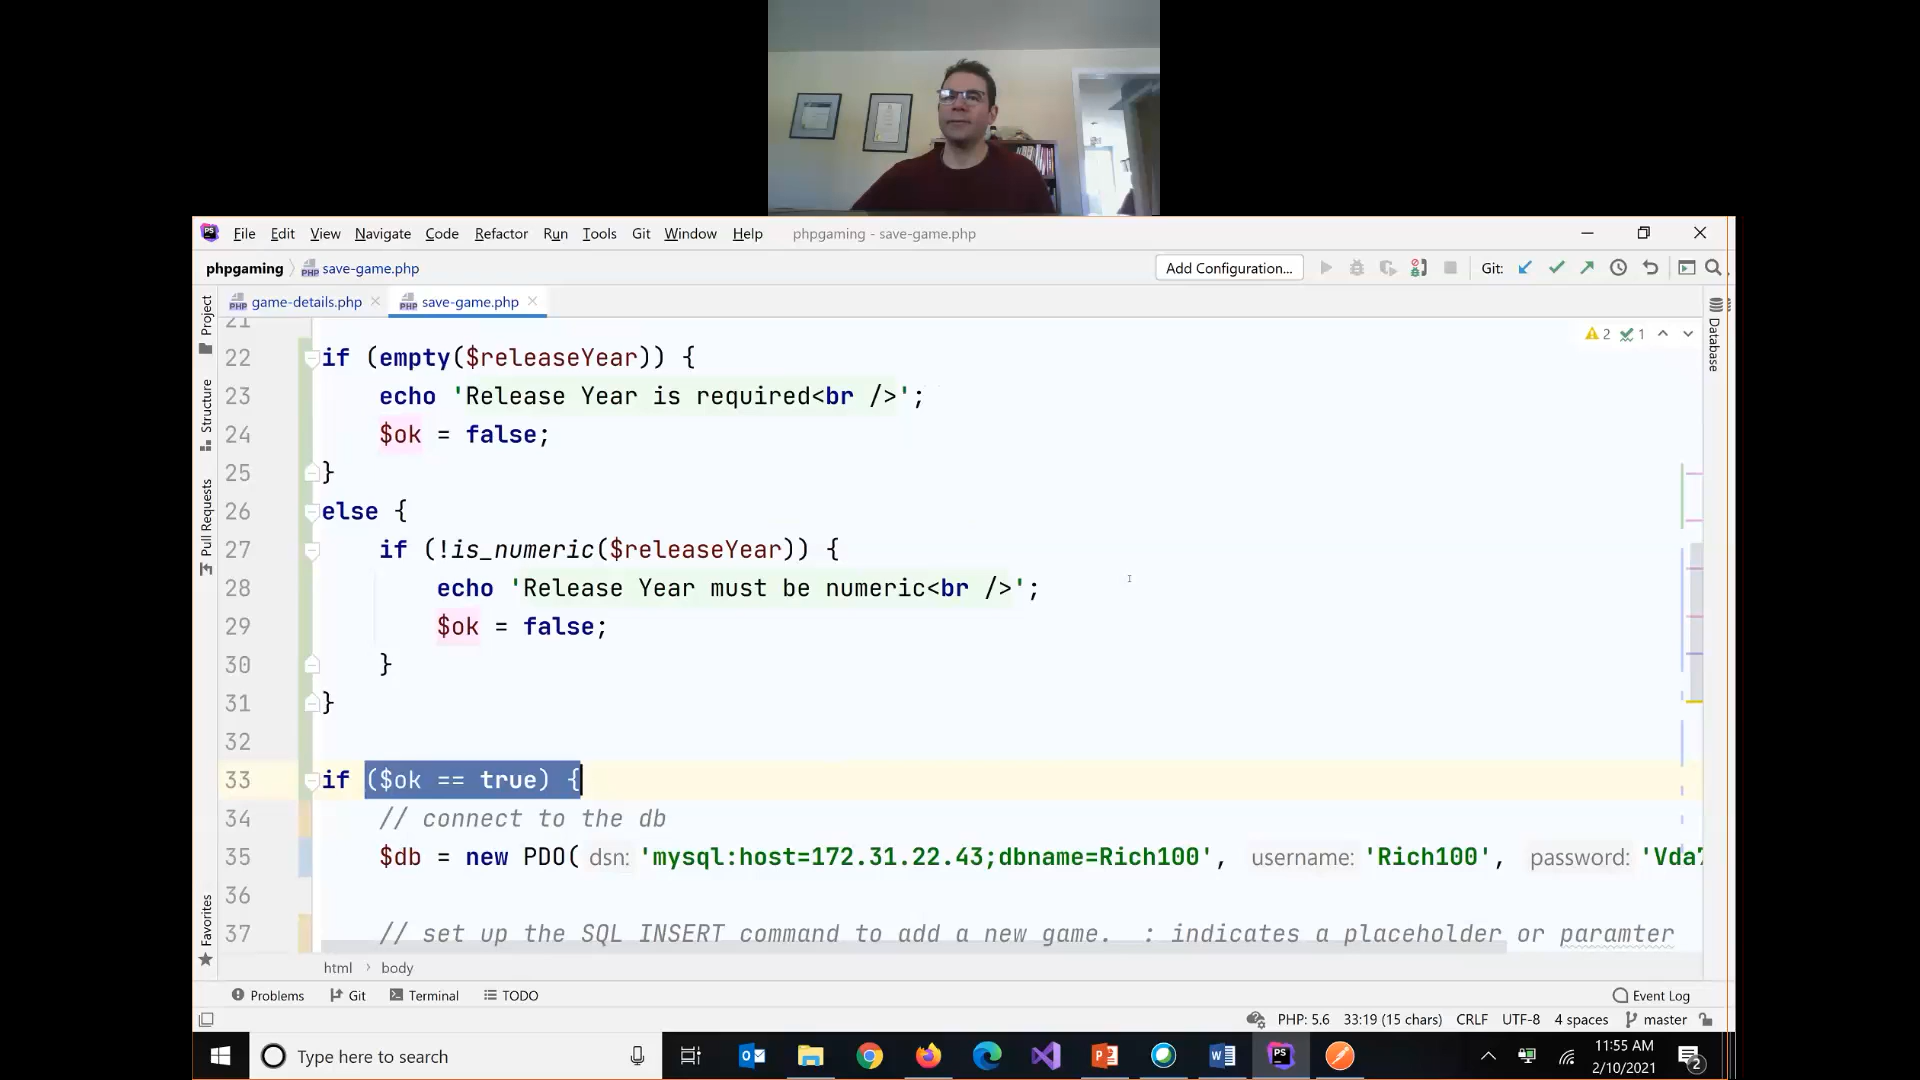 File Edit View Navigate Code Refactor Run Tools Git Window Help phpgaming - save-game.php
phpgaming save-game.php Add Configuration... Git:
game-details.php save-game.php
Project
Structure
Pull Requests
Favorites
Database
2 1
21
22 if (empty($releaseYear)) {
23 echo 'Release Year is required<br />';
24 $ok = false;
25 }
26 else {
27 if (!is_numeric($releaseYear)) {
28 echo 'Release Year must be numeric<br />';
29 $ok = false;
30 }
31 }
32
33 if ($ok == true) {
34 // connect to the db
35 $db = new PDO( dsn: 'mysql:host=172.31.22.43;dbname=Rich100', username: 'Rich100', password: 'Vda7
36
37 // set up the SQL INSERT command to add a new game. : indicates a placeholder or paramter
html > body
Problems Git Terminal TODO Event Log
PHP: 5.6 33:19 (15 chars) CRLF UTF-8 4 spaces master
Type here to search
11:55 AM
2/10/2021
2